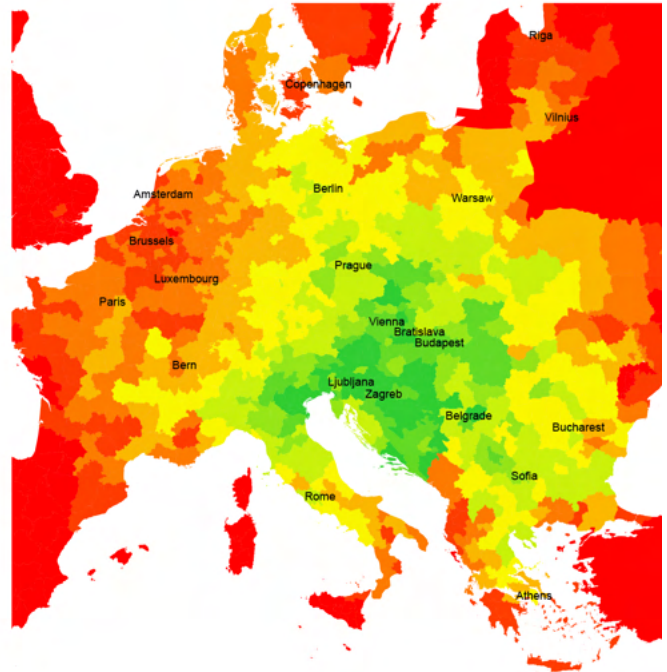 Riga
Copenhagen
Vilnius
Berlin
Amsterdam
Warsaw
Brussels
Prague
Luxembourg
Paris
Vienna
Bratislava
Budapest
Bern
Ljubljana
Zagreb
Belgrade
Bucharest
Sofia
Rome
Athens